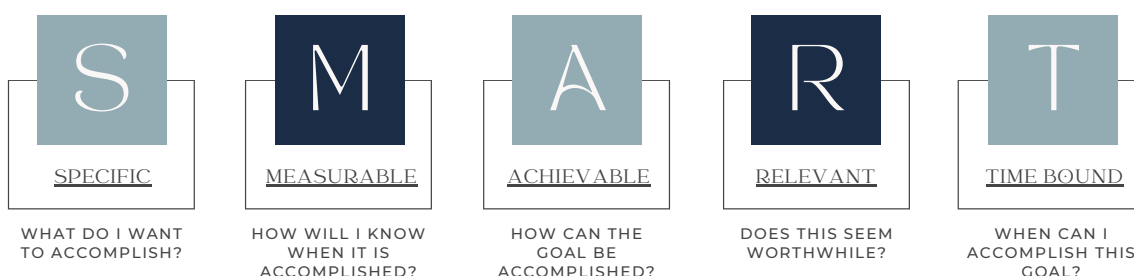 S
SPECIFIC
WHAT DO I WANT
TO ACCOMPLISH?
M
MEASURABLE
HOW WILL I KNOW
WHEN IT IS
ACCOMPLISHED?
A
ACHIEVABLE
HOW CAN THE
GOAL BE
ACCOMPLISHED?
R
RELEVANT
DOES THIS SEEM
WORTHWHILE?
T
TIME BOUND
WHEN CAN I
ACCOMPLISH THIS
GOAL?